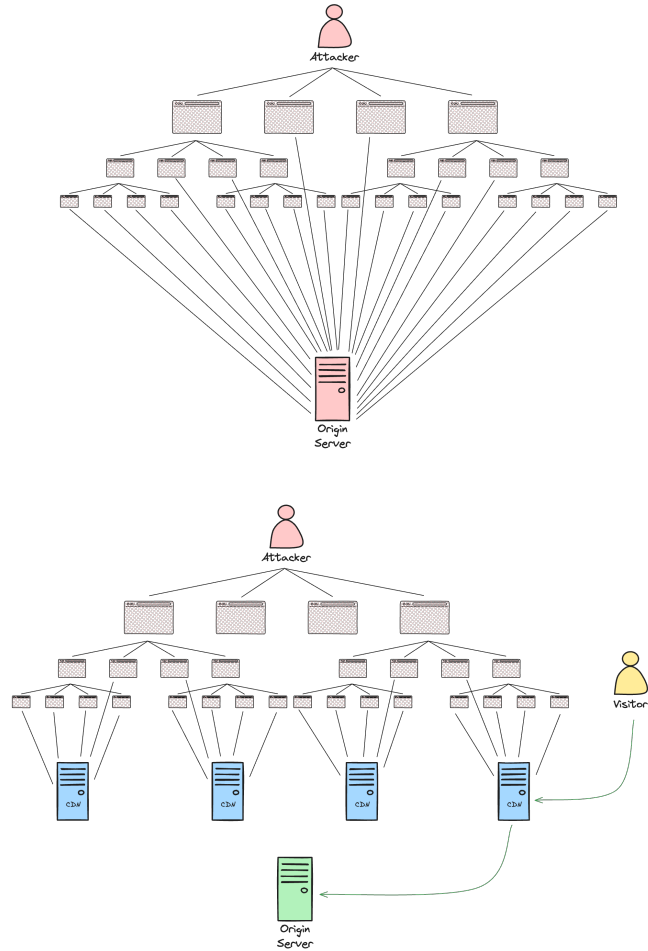 Attacker
Origin
Server
Attacker
Visitor
CDN
CDN
CDN
CDN
Origin
Server